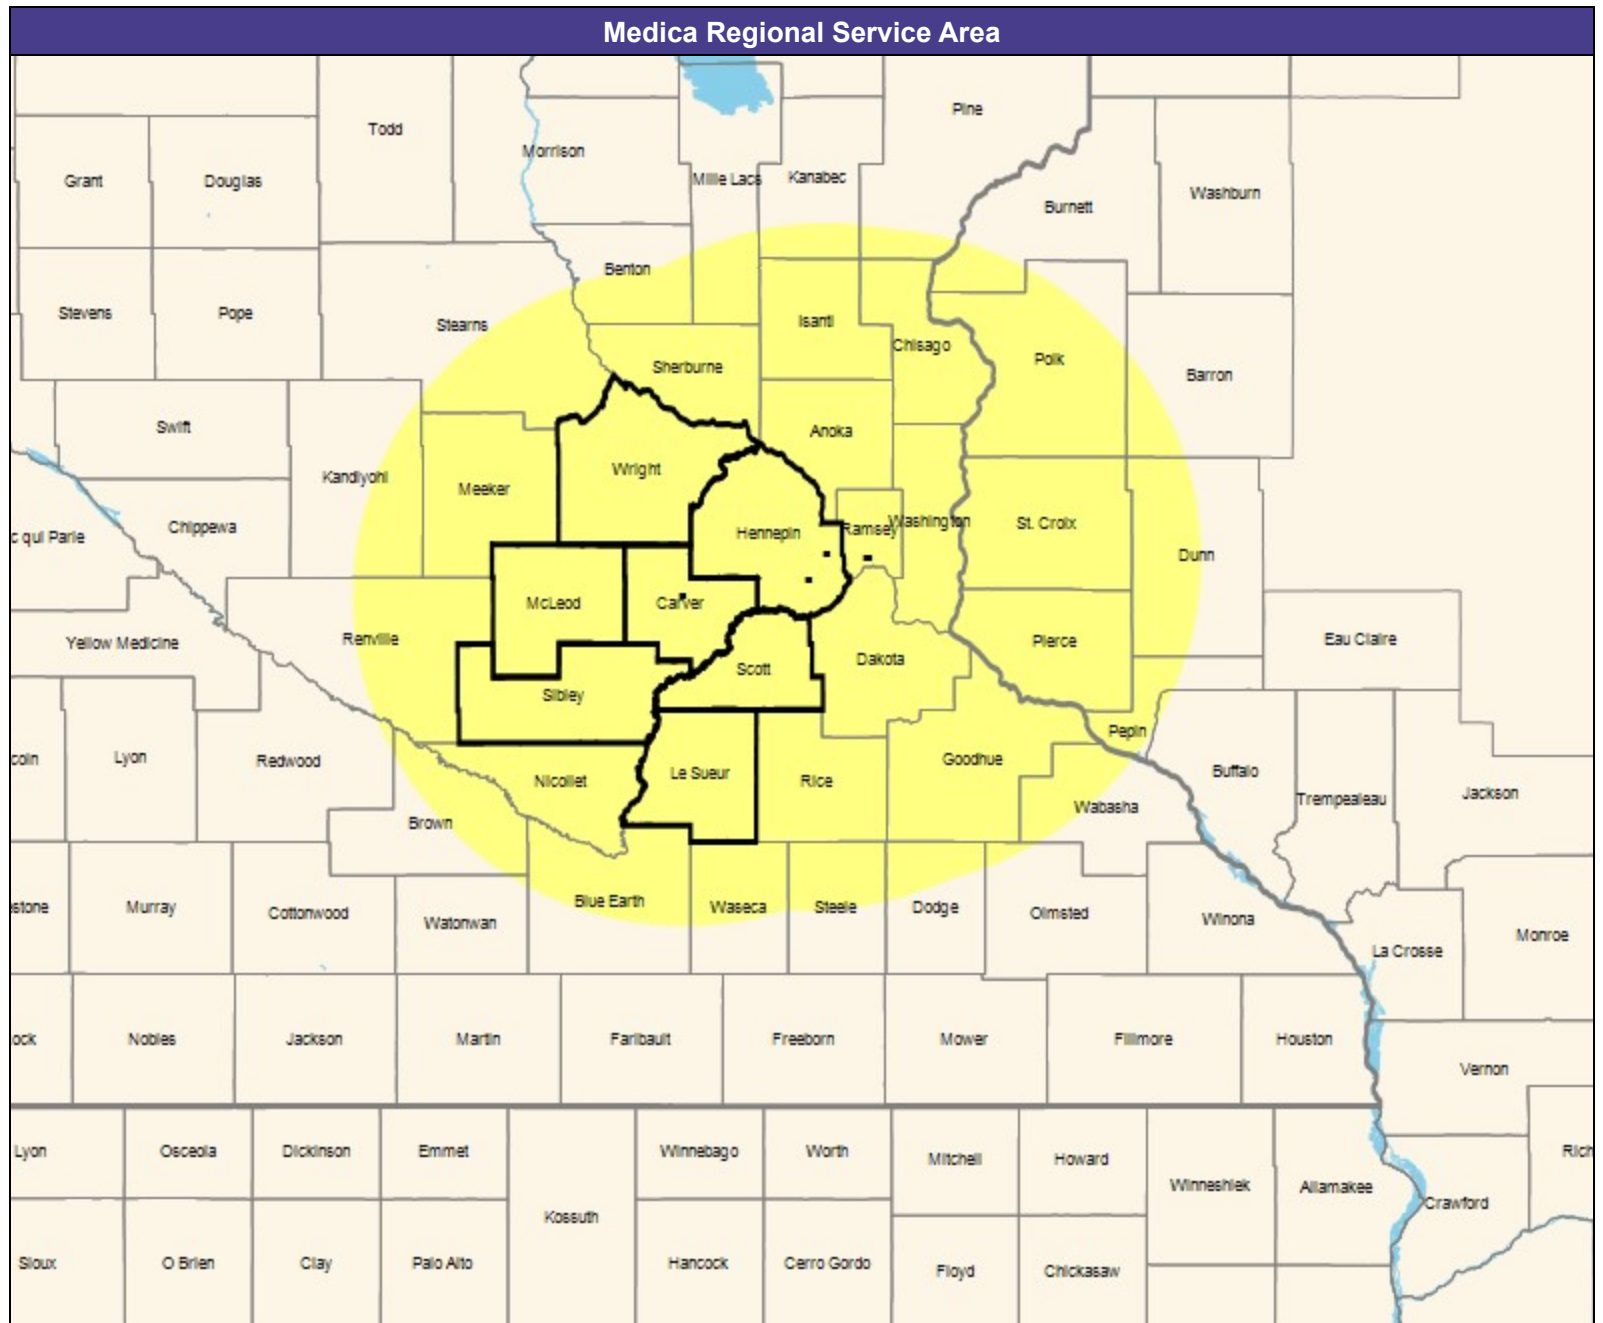 Medica Regional Service Area
Pine
Todd
Morrison
Mille Lacs
Kanabec
Grant
Douglas
Washburn
Burnett
Benton
Stevens
Pope
Stearns
Isanti
Chisago
Polk
Sherburne
Barron
Swift
Anoka
Wright
Kandiyohi
Meeker
Chippewa
Hennepin
Ramsey
Washington
St. Croix
c qui Parle
Dunn
McLeod
Carver
Renville
Yellow Medicine
Pierce
Eau Claire
Dakota
Scott
Sibley
Pepin
coln
Lyon
Redwood
Nicollet
Le Sueur
Rice
Goodhue
Buffalo
Trempealeau
Jackson
Wabasha
Brown
stone
Murray
Cottonwood
Watonwan
Blue Earth
Waseca
Steele
Dodge
Olmsted
Winona
La Crosse
Monroe
ock
Nobles
Jackson
Martin
Faribault
Freeborn
Mower
Fillmore
Houston
Vernon
Lyon
Osceola
Dickinson
Emmet
Winnebago
Worth
Mitchell
Howard
Rich
Winneshiek
Allamakee
Crawford
Kossuth
Sioux
O Brien
Clay
Palo Alto
Hancock
Cerro Gordo
Floyd
Chickasaw